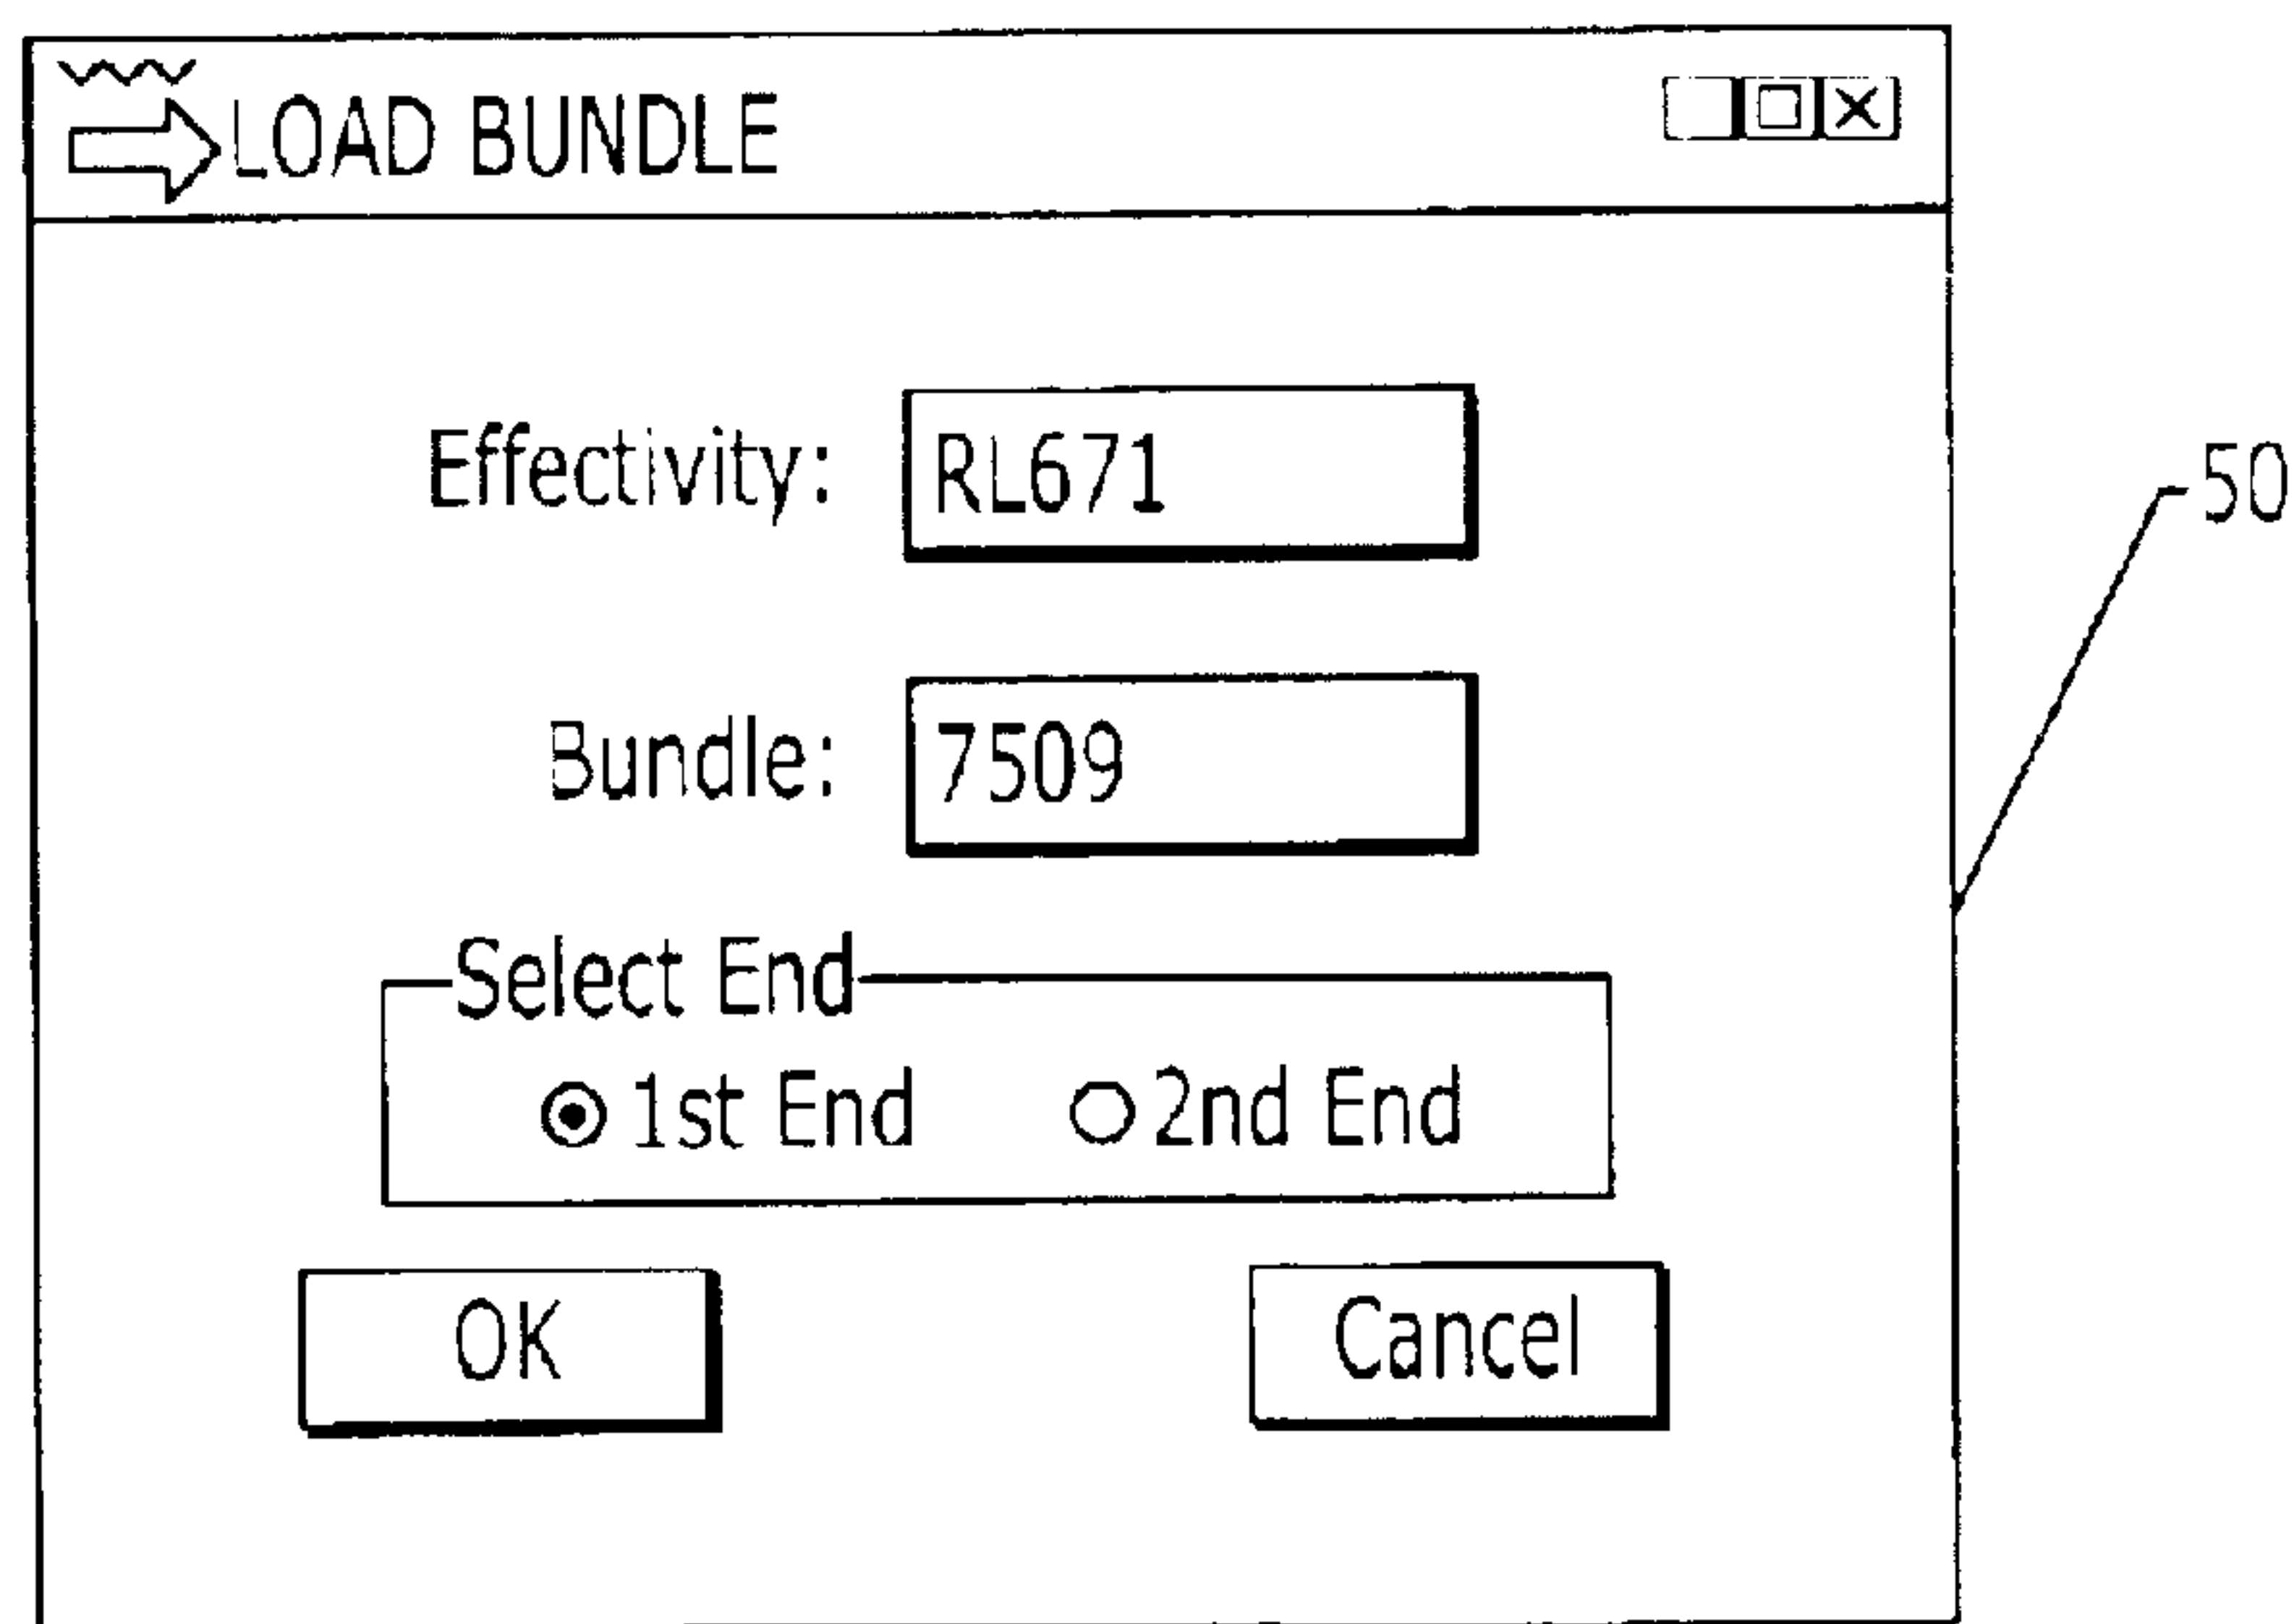 LOAD BUNDLE
Effectivity: RL671
50
Bundle: 7509
Select End
1st End 2nd End
OK Cancel